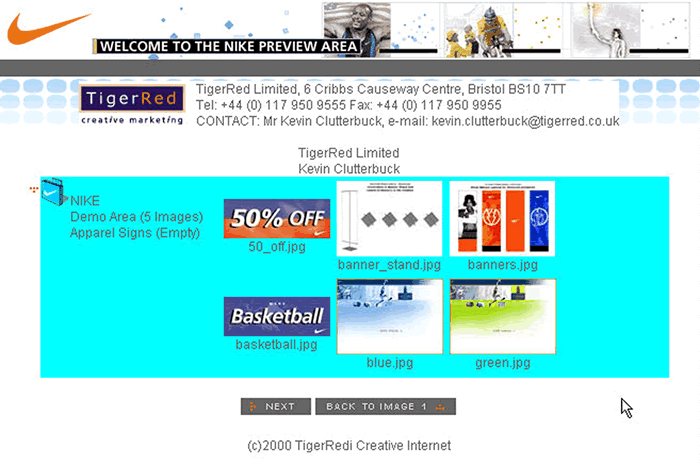 WELCOME TO THE NIKE PREVIEW AREA
TigerRed
creative marketing
TigerRed Limited, 6 Cribbs Causeway Centre, Bristol BS10 7TT
Tel: +44 (0) 117 950 9555 Fax: +44 (0) 117 950 9955
CONTACT: Mr Kevin Clutterbuck, e-mail: kevin.clutterbuck@tigerred.co.uk
TigerRed Limited
Kevin Clutterbuck
NIKE
Demo Area (5 Images)
Apparel Signs (Empty)
50% OFF
50_off.jpg
banner_stand.jpg
banners.jpg
Basketball
basketball.jpg
blue.jpg
green.jpg
NEXT
BACK TO IMAGE 1
(c)2000 TigerRedi Creative Internet